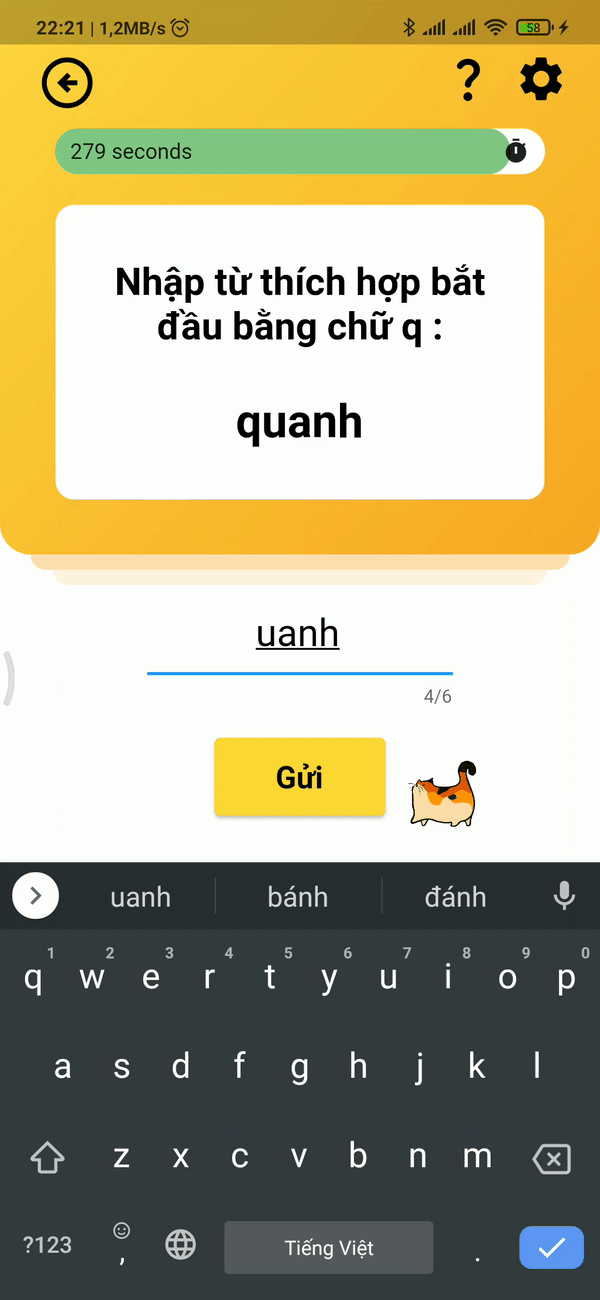 22:21 | 1,2MB/s
58
279 seconds
Nhập từ thích hợp bắt
đầu bằng chữ q :
quanh
uanh
4/6
Gửi
uanh bánh đánh
1 2 3 4 5 6 7 8 9 0
q w e r t y u i o p
a s d f g h j k l
z x c v b n m
?123 , Tiếng Việt .